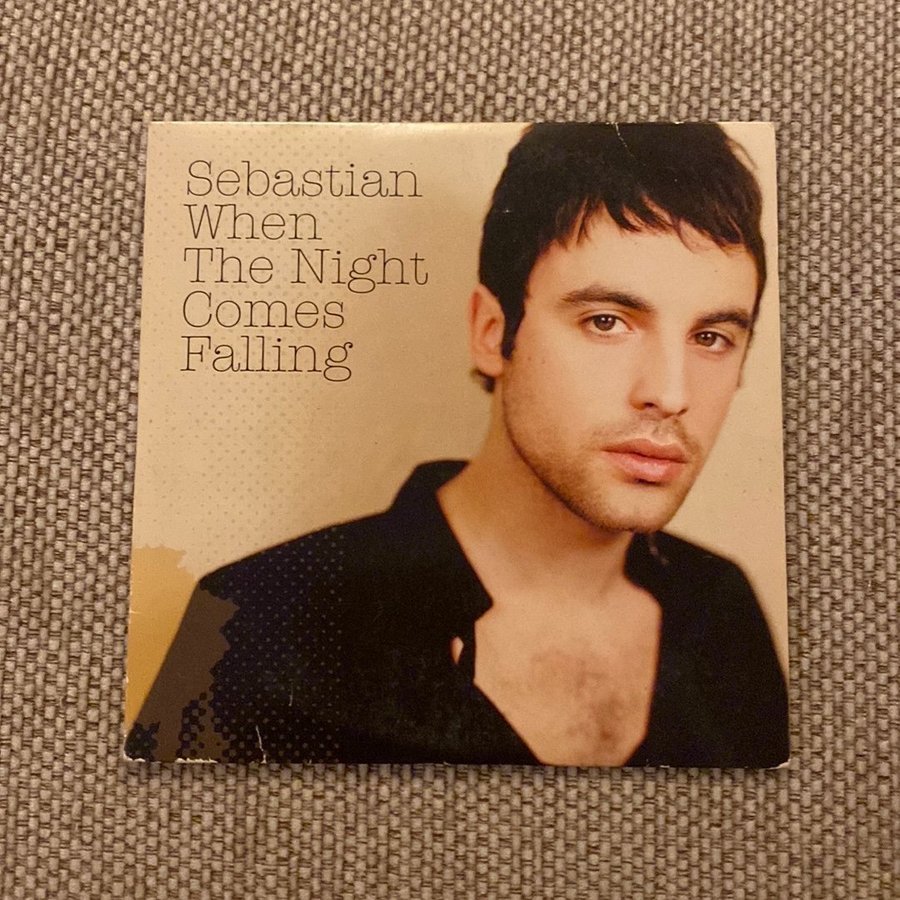 Sebastian
When
The Night
Comes
Falling